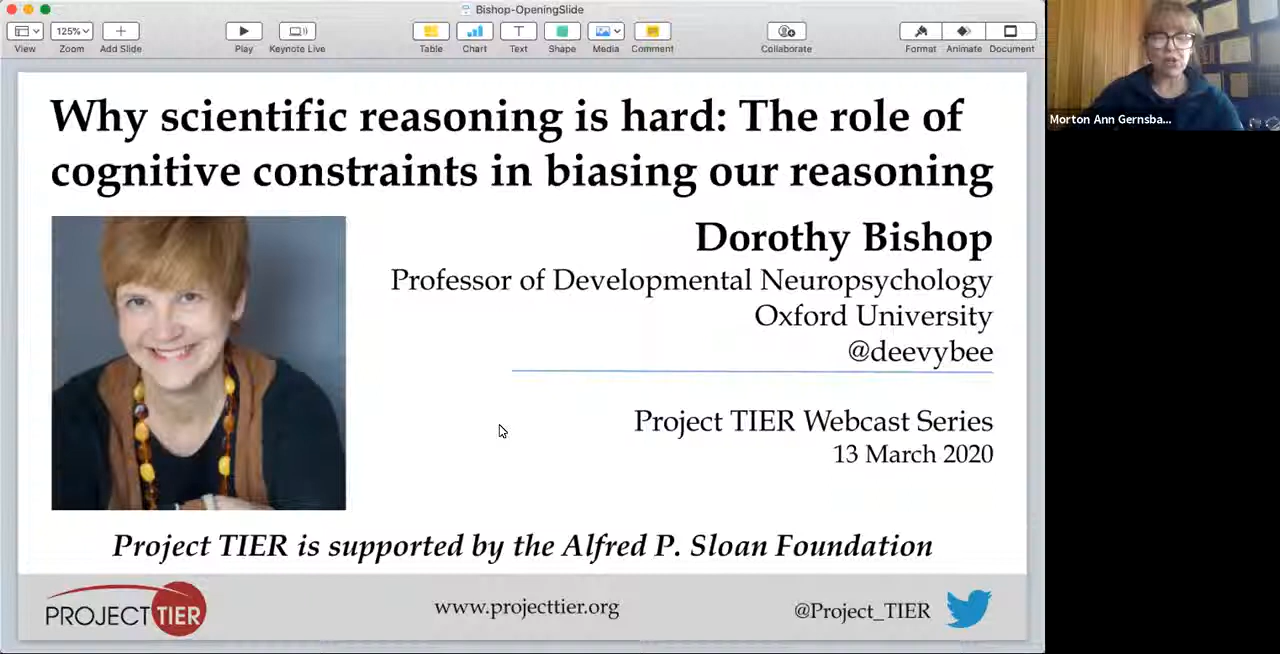 Bishop-OpeningSlide
125%
View
Zoom
Add Slide
Play
Keynote Live
Table
Chart
Text
Shape
Media
Comment
Collaborate
Format
Animate
Document
Morton Ann Gernsba...
Why scientific reasoning is hard: The role of
cognitive constraints in biasing our reasoning
Dorothy Bishop
Professor of Developmental Neuropsychology
Oxford University
@deevybee
Project TIER Webcast Series
13 March 2020
Project TIER is supported by the Alfred P. Sloan Foundation
PROJECT TIER
www.projecttier.org
@Project_TIER